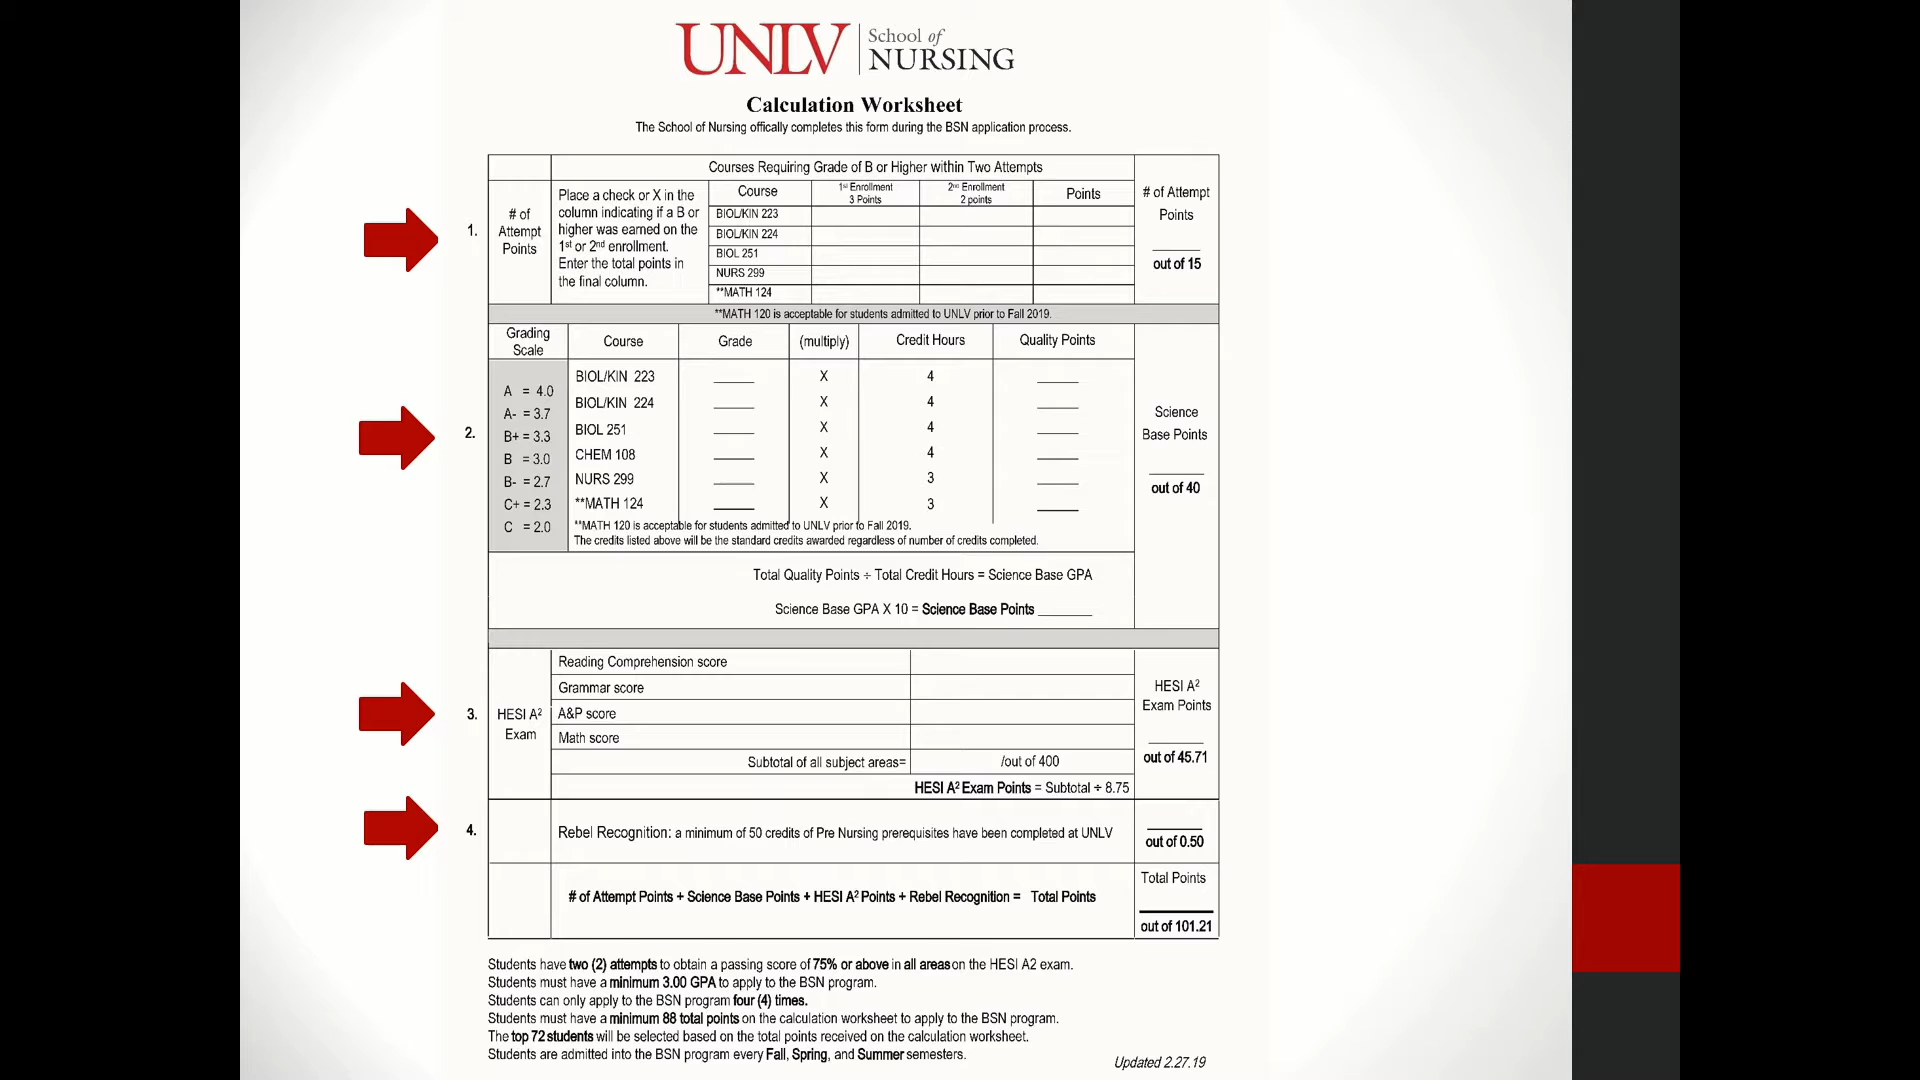 UNLV School of NURSING
Calculation Worksheet
The School of Nursing offically completes this form during the BSN application process.
Courses Requiring Grade of B or Higher within Two Attempts
1.
# of Attempt Points
Place a check or X in the
column indicating if a B or
higher was earned on the
1st or 2nd enrollment.
Enter the total points in
the final column.
Course 1st Enrollment 3 Points 2nd Enrollment 2 points Points
BIOL/KIN 223
BIOL/KIN 224
BIOL 251
NURS 299
**MATH 124
# of Attempt
Points
out of 15
**MATH 120 is acceptable for students admitted to UNLV prior to Fall 2019.
2.
Grading Scale Course Grade (multiply) Credit Hours Quality Points
A = 4.0
A- = 3.7
B+ = 3.3
B = 3.0
B- = 2.7
C+ = 2.3
C = 2.0
BIOL/KIN 223 _____ X 4 _____
BIOL/KIN 224 _____ X 4 _____
BIOL 251 _____ X 4 _____
CHEM 108 _____ X 4 _____
NURS 299 _____ X 3 _____
**MATH 124 _____ X 3 _____
**MATH 120 is acceptable for students admitted to UNLV prior to Fall 2019.
The credits listed above will be the standard credits awarded regardless of number of credits completed.
Science
Base Points
out of 40
Total Quality Points ÷ Total Credit Hours = Science Base GPA
Science Base GPA X 10 = Science Base Points _______
3.
HESI A2
Exam
Reading Comprehension score
Grammar score
A&P score
Math score
Subtotal of all subject areas= /out of 400
HESI A2 Exam Points = Subtotal ÷ 8.75
HESI A2
Exam Points
out of 45.71
4.
Rebel Recognition: a minimum of 50 credits of Pre Nursing prerequisites have been completed at UNLV
out of 0.50
# of Attempt Points + Science Base Points + HESI A2 Points + Rebel Recognition = Total Points
Total Points
out of 101.21
Students have two (2) attempts to obtain a passing score of 75% or above in all areas on the HESI A2 exam.
Students must have a minimum 3.00 GPA to apply to the BSN program.
Students can only apply to the BSN program four (4) times.
Students must have a minimum 88 total points on the calculation worksheet to apply to the BSN program.
The top 72 students will be selected based on the total points received on the calculation worksheet.
Students are admitted into the BSN program every Fall, Spring, and Summer semesters.
Updated 2.27.19